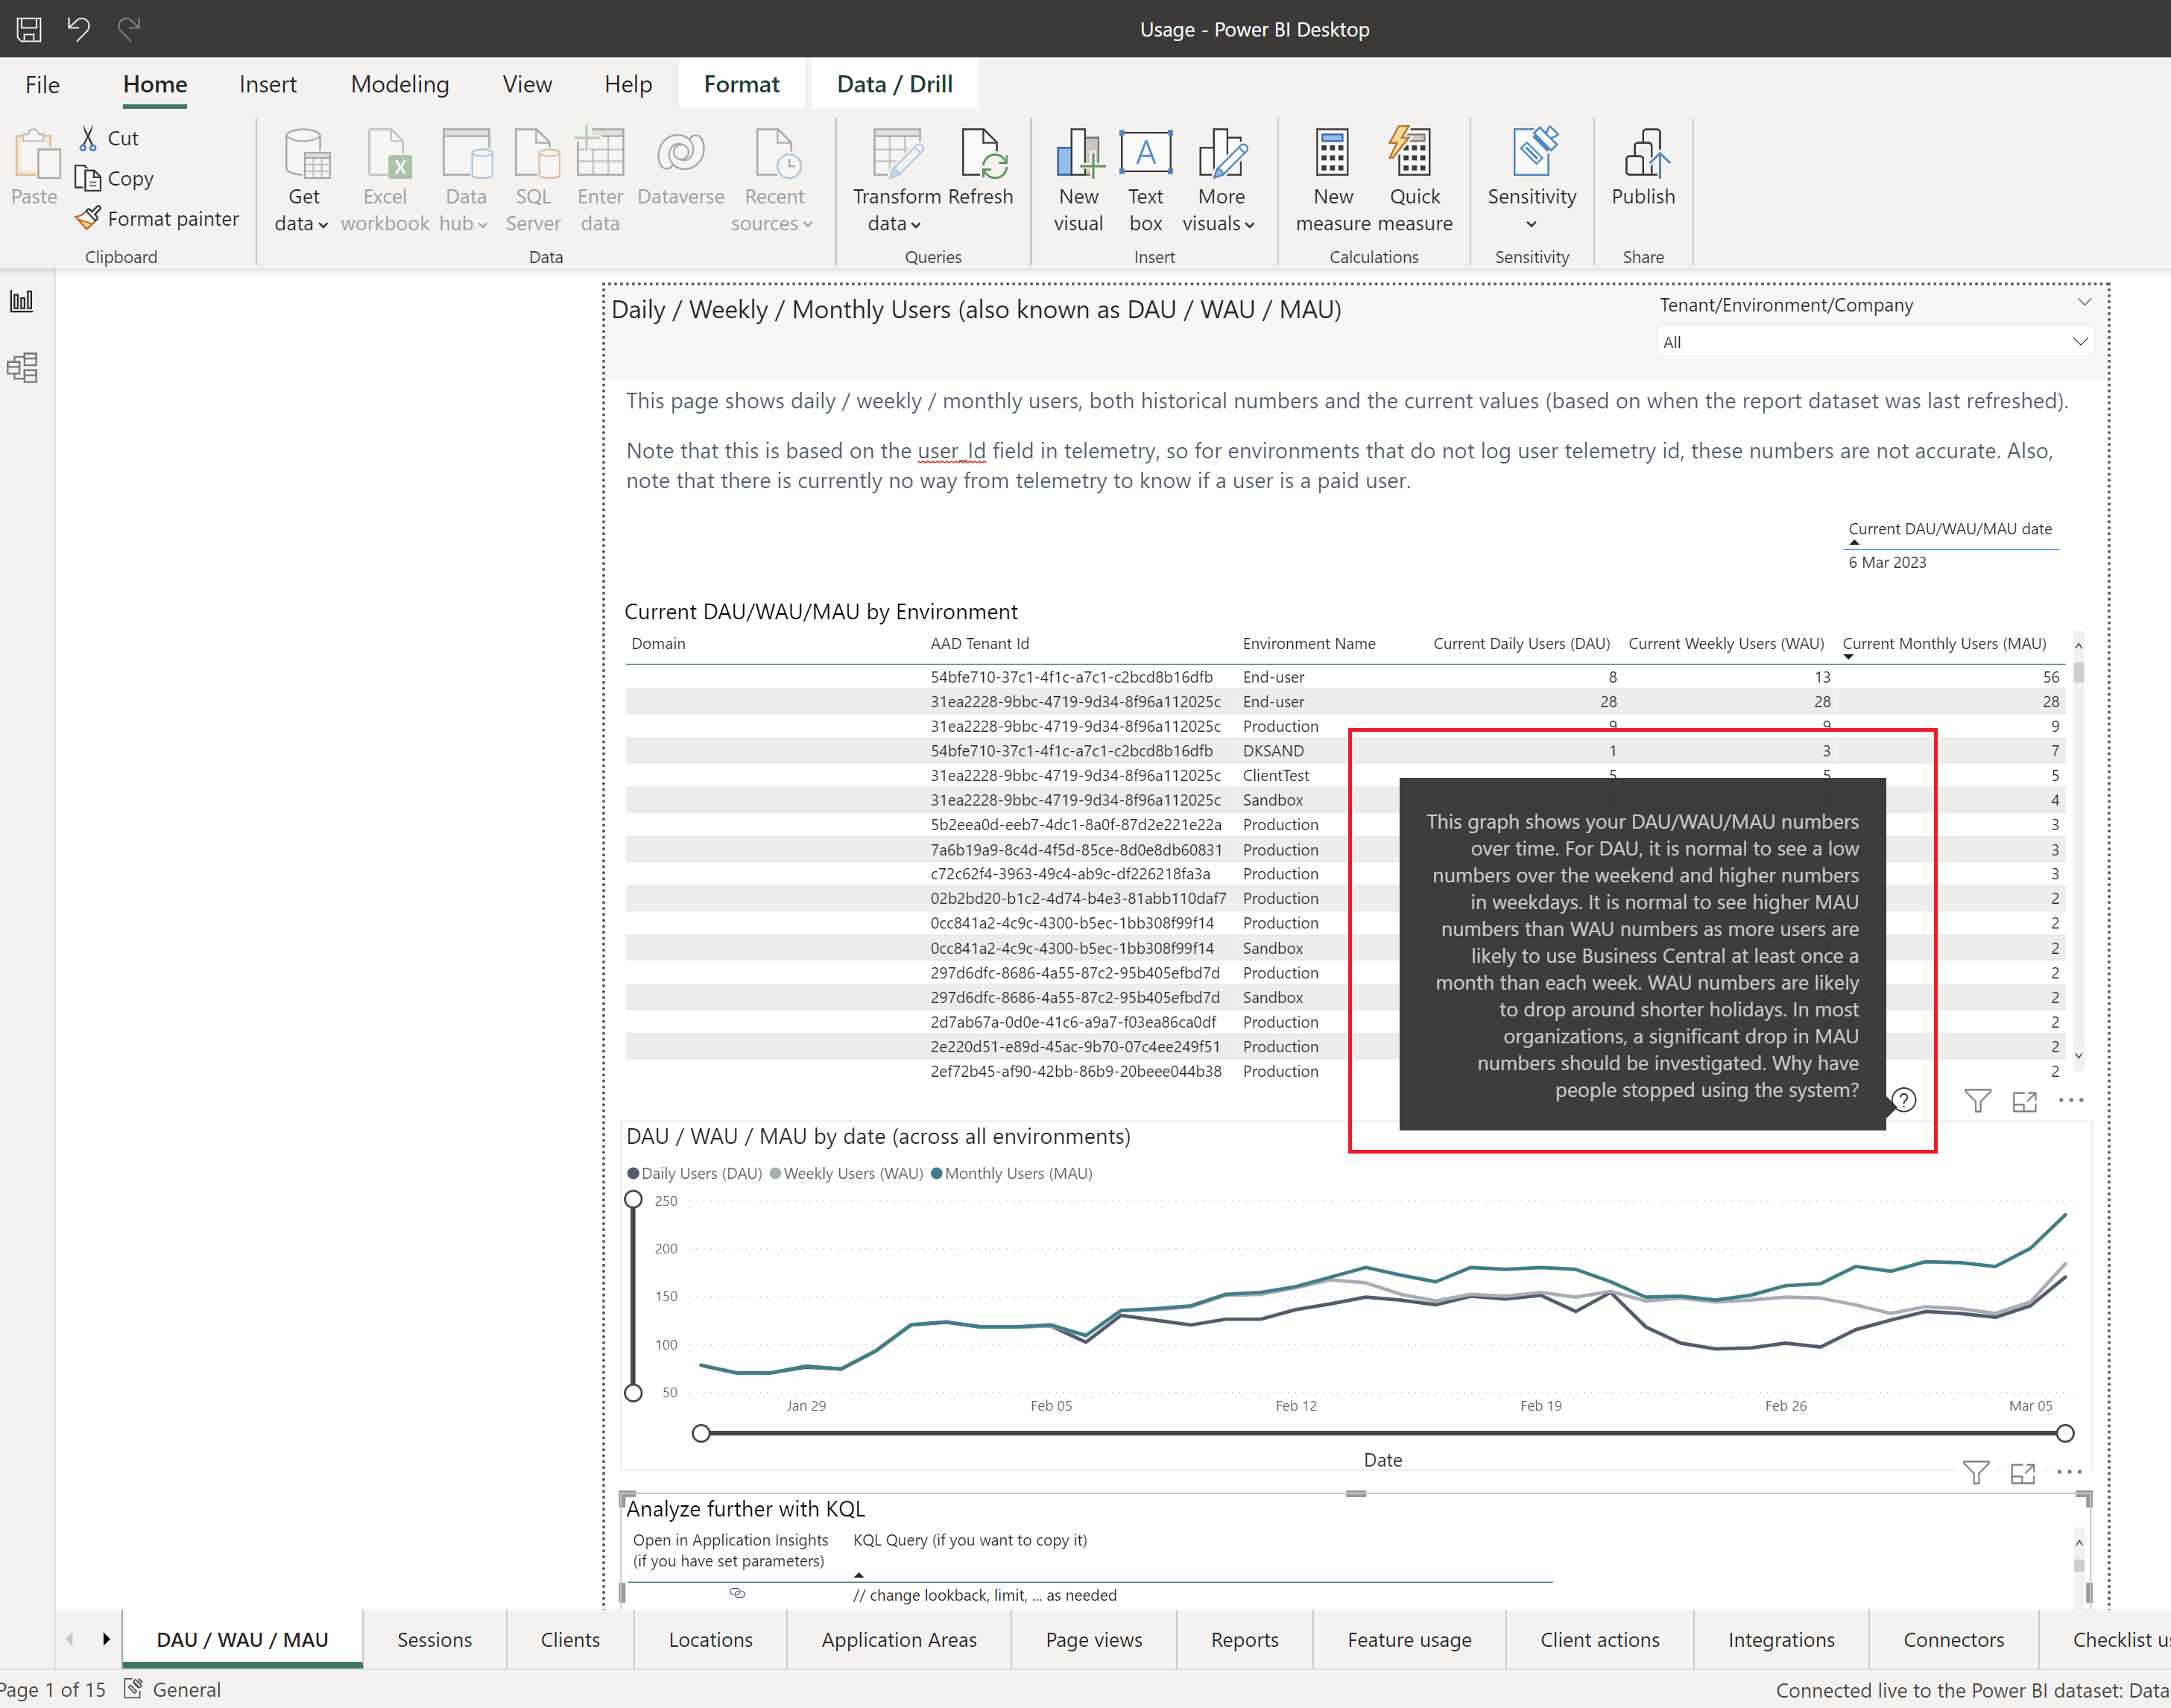 Usage - Power BI Desktop
File Home Insert Modeling View Help Format Data / Drill
Paste
Cut
Copy
Format painter
Clipboard
Get data
Excel workbook
Data hub
SQL Server
Enter data
Dataverse
Recent sources
Data
Transform data
Refresh
Queries
New visual
Text box
More visuals
Insert
New measure
Quick measure
Calculations
Sensitivity
Sensitivity
Publish
Share
Daily / Weekly / Monthly Users (also known as DAU / WAU / MAU)
Tenant/Environment/Company
All
This page shows daily / weekly / monthly users, both historical numbers and the current values (based on when the report dataset was last refreshed).
Note that this is based on the user_Id field in telemetry, so for environments that do not log user telemetry id, these numbers are not accurate. Also,
note that there is currently no way from telemetry to know if a user is a paid user.
Current DAU/WAU/MAU date
6 Mar 2023
Current DAU/WAU/MAU by Environment
Domain AAD Tenant Id Environment Name Current Daily Users (DAU) Current Weekly Users (WAU) Current Monthly Users (MAU)
54bfe710-37c1-4f1c-a7c1-c2bcd8b16dfb End-user 8 13 56
31ea2228-9bbc-4719-9d34-8f96a112025c End-user 28 28 28
31ea2228-9bbc-4719-9d34-8f96a112025c Production 9 9 9
54bfe710-37c1-4f1c-a7c1-c2bcd8b16dfb DKSAND 1 3 7
31ea2228-9bbc-4719-9d34-8f96a112025c ClientTest 5 5 5
31ea2228-9bbc-4719-9d34-8f96a112025c Sandbox 4
5b2eea0d-eeb7-4dc1-8a0f-87d2e221e22a Production 3
7a6b19a9-8c4d-4f5d-85ce-8d0e8db60831 Production 3
c72c62f4-3963-49c4-ab9c-df226218fa3a Production 3
02b2bd20-b1c2-4d74-b4e3-81abb110daf7 Production 2
0cc841a2-4c9c-4300-b5ec-1bb308f99f14 Production 2
0cc841a2-4c9c-4300-b5ec-1bb308f99f14 Sandbox 2
297d6dfc-8686-4a55-87c2-95b405efbd7d Production 2
297d6dfc-8686-4a55-87c2-95b405efbd7d Sandbox 2
2d7ab67a-0d0e-41c6-a9a7-f03ea86ca0df Production 2
2e220d51-e89d-45ac-9b70-07c4ee249f51 Production 2
2ef72b45-af90-42bb-86b9-20beee044b38 Production 2
This graph shows your DAU/WAU/MAU numbers
over time. For DAU, it is normal to see a low
numbers over the weekend and higher numbers
in weekdays. It is normal to see higher MAU
numbers than WAU numbers as more users are
likely to use Business Central at least once a
month than each week. WAU numbers are likely
to drop around shorter holidays. In most
organizations, a significant drop in MAU
numbers should be investigated. Why have
people stopped using the system?
?
DAU / WAU / MAU by date (across all environments)
Daily Users (DAU) Weekly Users (WAU) Monthly Users (MAU)
250
200
150
100
50
Jan 29 Feb 05 Feb 12 Feb 19 Feb 26 Mar 05
Date
Analyze further with KQL
Open in Application Insights
(if you have set parameters)
KQL Query (if you want to copy it)
// change lookback, limit, ... as needed
DAU / WAU / MAU Sessions Clients Locations Application Areas Page views Reports Feature usage Client actions Integrations Connectors Checklist us
Page 1 of 15 General
Connected live to the Power BI dataset: Data